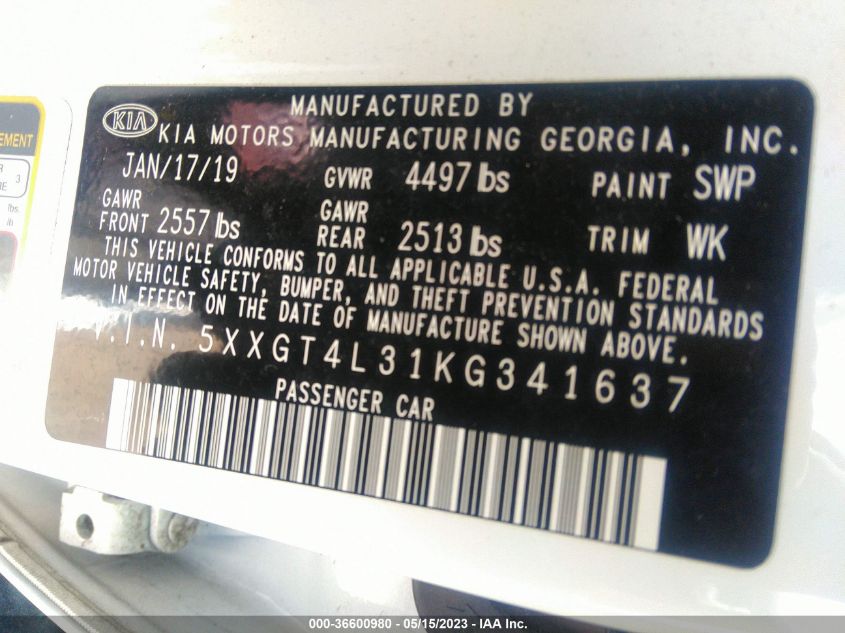 EMENT
R 3
RE
lbs.
KIA
MANUFACTURED BY
KIA MOTORS MANUFACTURING GEORGIA, INC.
JAN/17/19 GVWR 4497 lbs PAINT SWP
GAWR FRONT 2557 lbs GAWR REAR 2513 lbs TRIM WK
THIS VEHICLE CONFORMS TO ALL APPLICABLE U.S.A. FEDERAL
MOTOR VEHICLE SAFETY, BUMPER, AND THEFT PREVENTION STANDARDS
IN EFFECT ON THE DATE OF MANUFACTURE SHOWN ABOVE.
V.I.N. 5XXGT4L31KG341637
PASSENGER CAR
000-36600980 — 05/15/2023 — IAA Inc.